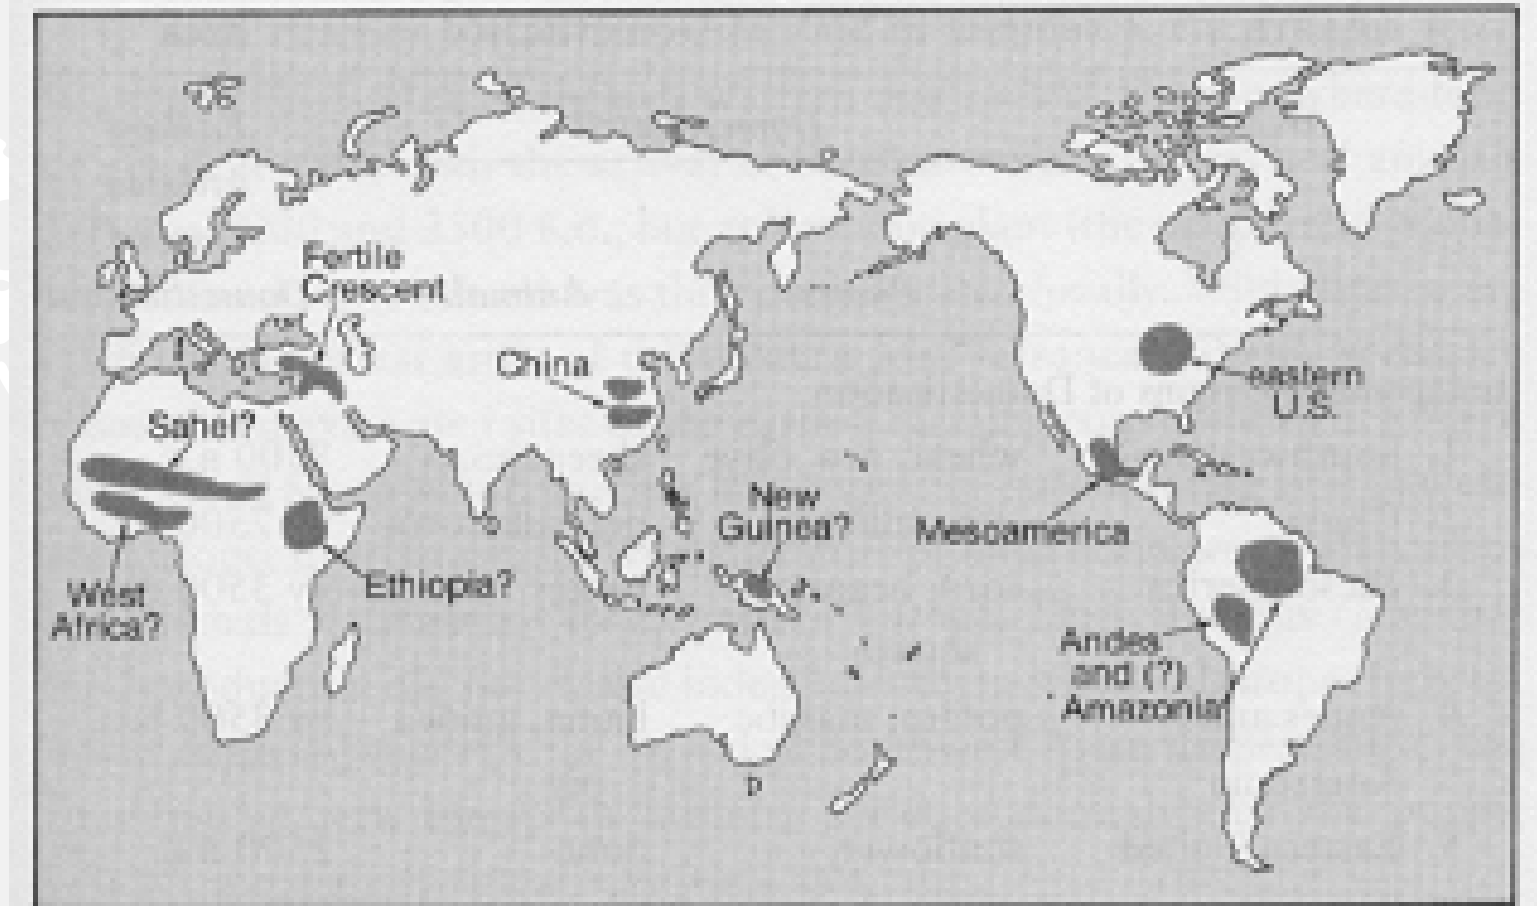 Fertile
Crescent
China
Sahel?
West
Africa?
Ethiopia?
New
Guinea?
Mesoamerica
eastern
U.S.
Andes
and (?)
Amazonia